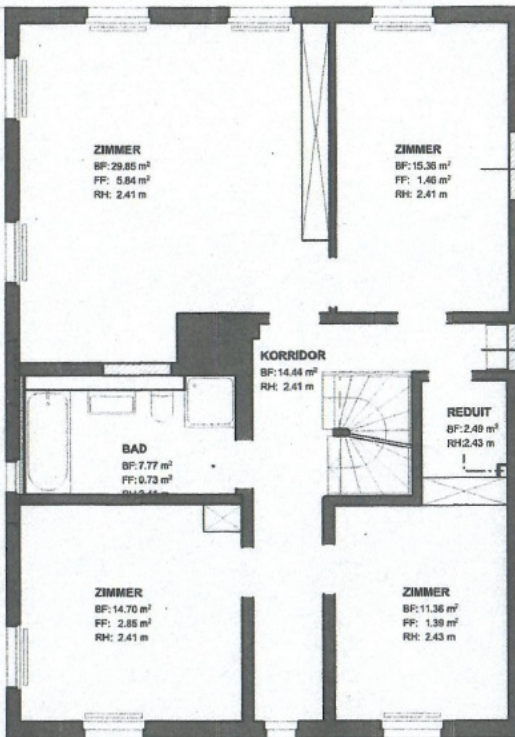 ZIMMER
BF: 29.85 m²
FF: 5.84 m²
RH: 2.41 m
ZIMMER
BF: 15.36 m²
FF: 1.46 m²
RH: 2.41 m
KORRIDOR
BF: 14.44 m²
RH: 2.41 m
REDUIT
BF: 2.49 m²
RH: 2.43 m
BAD
BF: 7.77 m²
FF: 0.73 m²
RH: 2.41 m
ZIMMER
BF: 14.70 m²
FF: 2.85 m²
RH: 2.41 m
ZIMMER
BF: 11.36 m²
FF: 1.39 m²
RH: 2.43 m